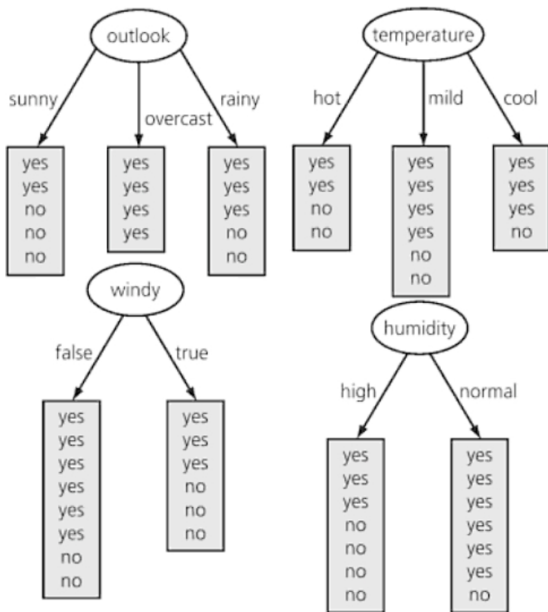 outlook
sunny
overcast
rainy
yes
yes
no
no
no
yes
yes
yes
yes
yes
yes
yes
no
no
temperature
hot
mild
cool
yes
yes
no
no
yes
yes
yes
yes
no
no
yes
yes
yes
no
windy
false
true
yes
yes
yes
yes
yes
yes
no
no
yes
yes
yes
no
no
no
humidity
high
normal
yes
yes
yes
no
no
no
no
yes
yes
yes
yes
yes
yes
no